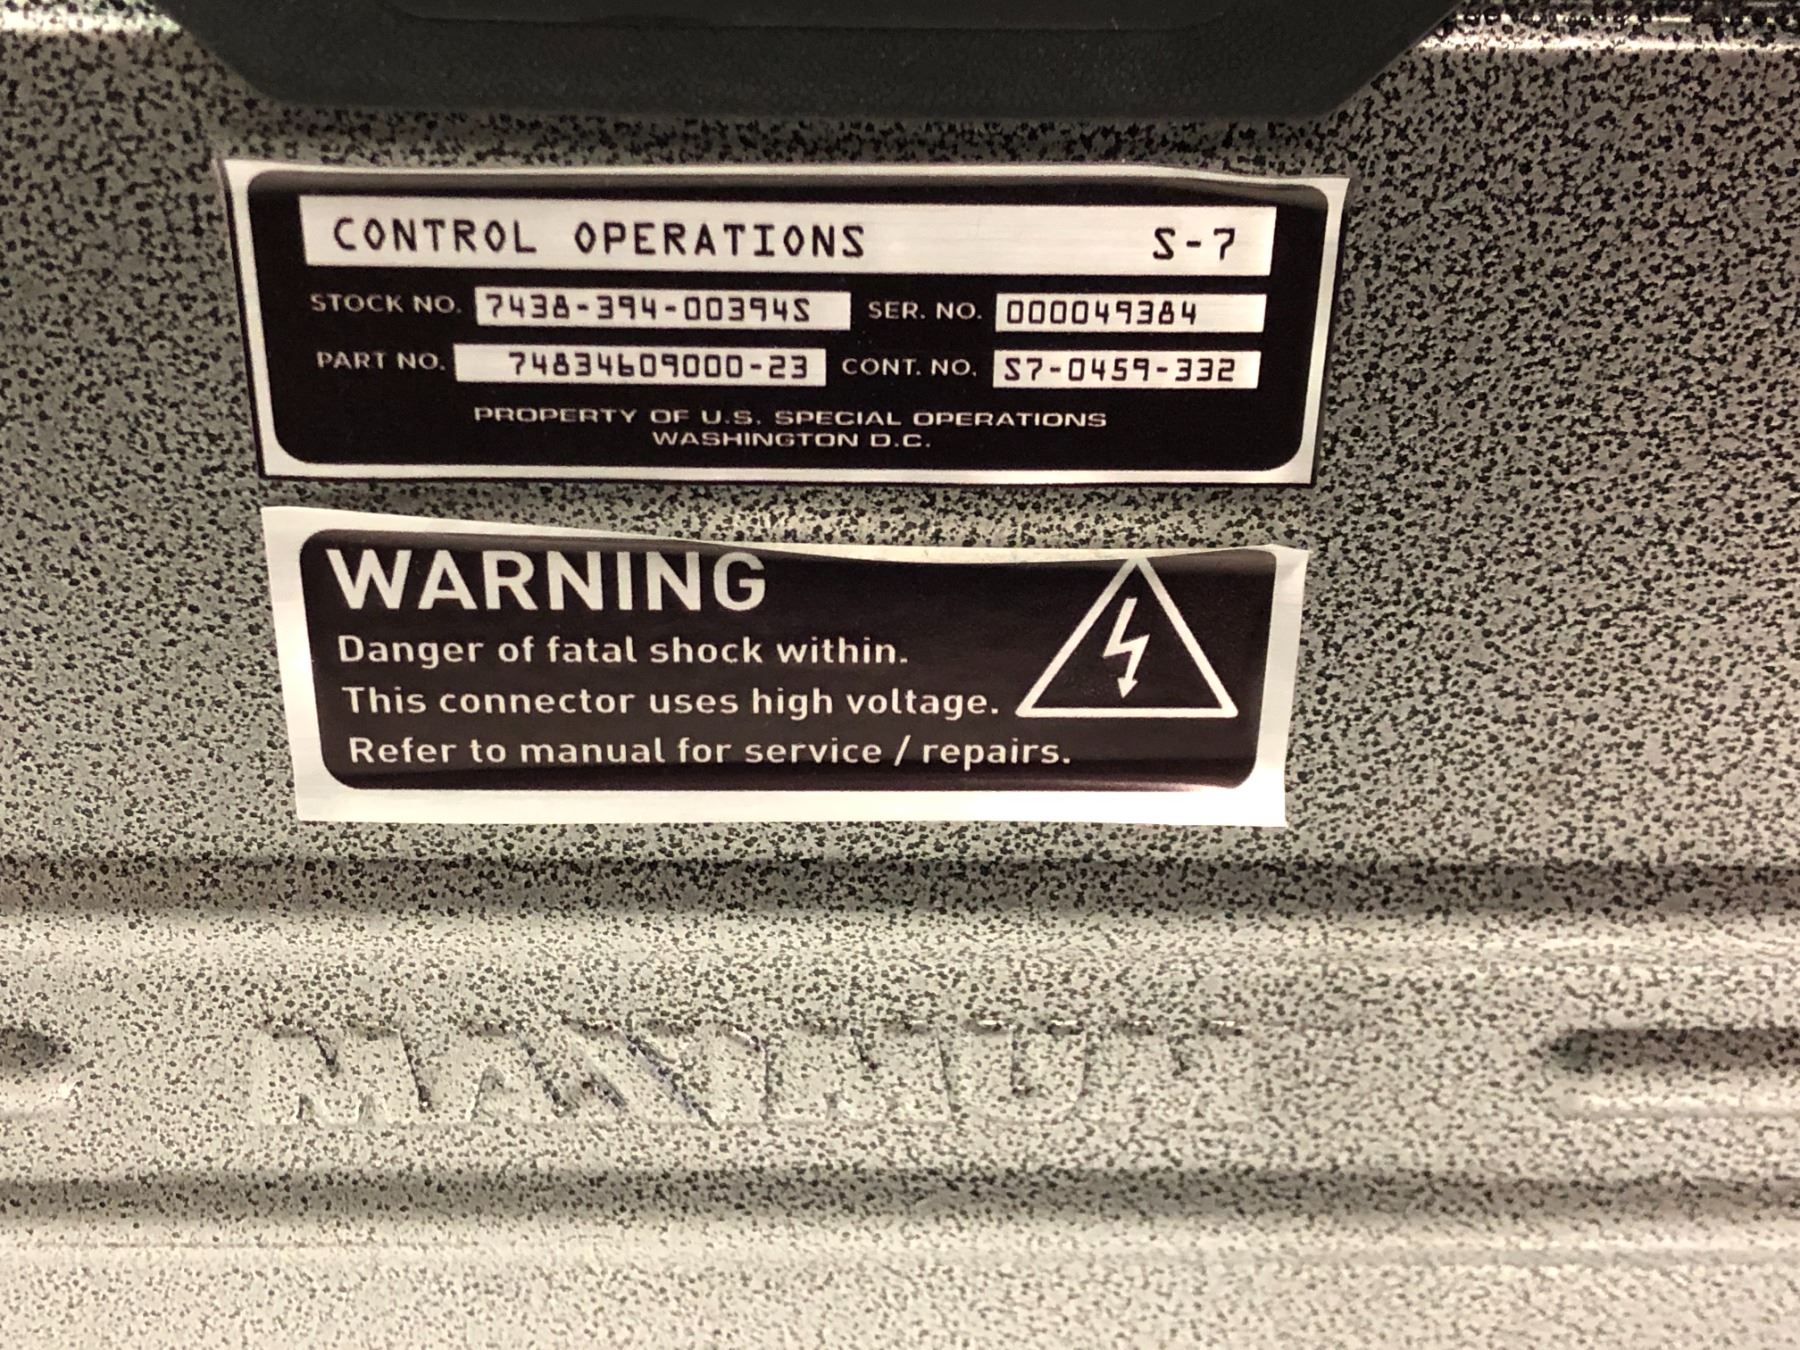 CONTROL OPERATIONS S-7
STOCK NO. 7438-394-00394S SER. NO. 000049384
PART NO. 74834609000-23 CONT. NO. S7-0459-332
PROPERTY OF U.S. SPECIAL OPERATIONS
WASHINGTON D.C.
WARNING
Danger of fatal shock within.
This connector uses high voltage.
Refer to manual for service / repairs.